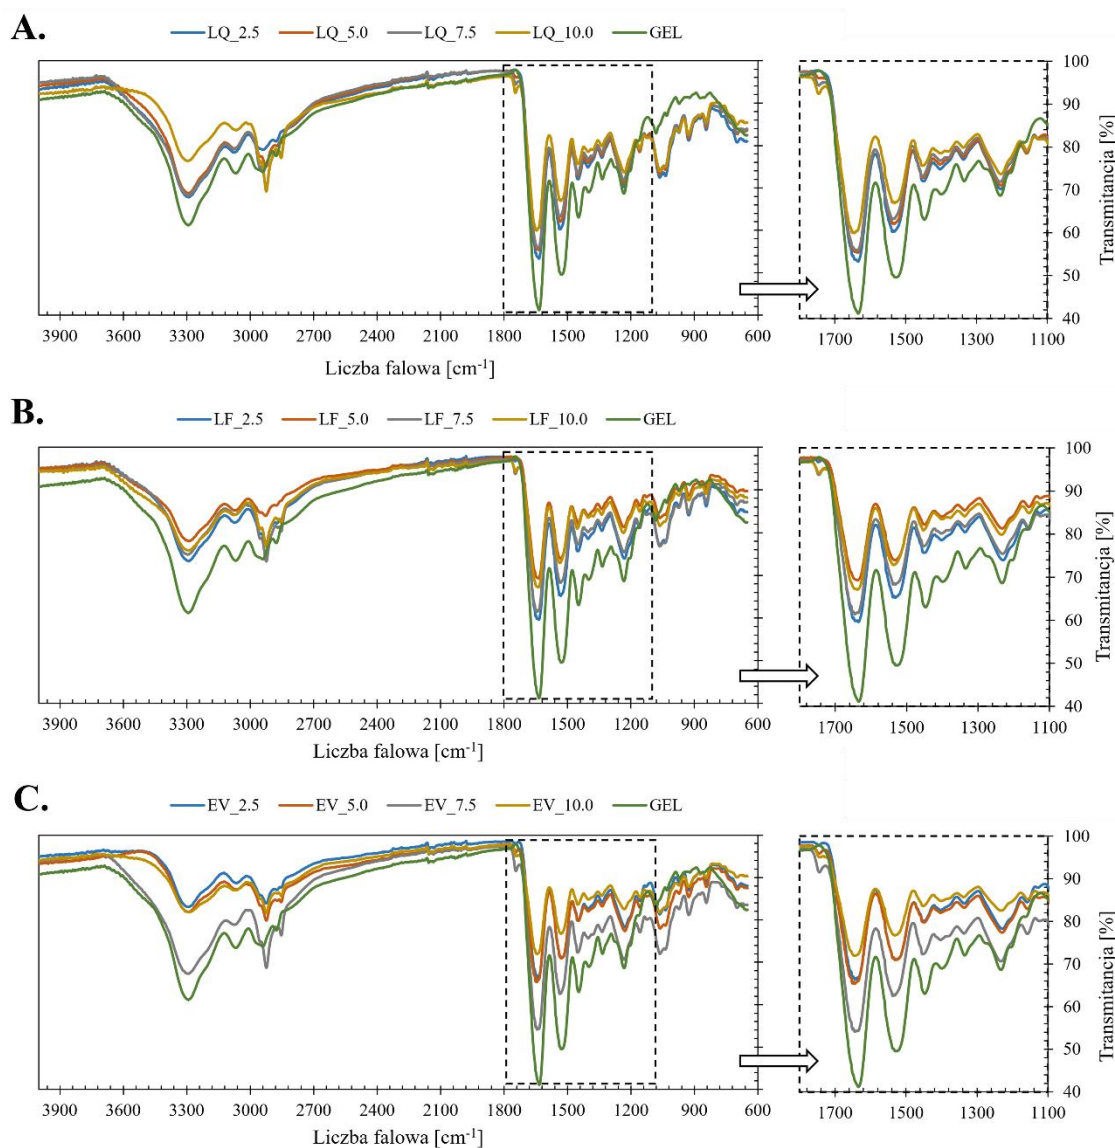 A.
LQ_2.5 LQ_5.0 LQ_7.5 LQ_10.0 GEL
100
90
80
70
60
50
40
Transmitancja [%]
3900 3600 3300 3000 2700 2400 2100 1800 1500 1200 900 600
1700 1500 1300 1100
Liczba falowa [cm-1]
B.
LF_2.5 LF_5.0 LF_7.5 LF_10.0 GEL
100
90
80
70
60
50
40
Transmitancja [%]
3900 3600 3300 3000 2700 2400 2100 1800 1500 1200 900 600
1700 1500 1300 1100
Liczba falowa [cm-1]
C.
EV_2.5 EV_5.0 EV_7.5 EV_10.0 GEL
100
90
80
70
60
50
40
Transmitancja [%]
3900 3600 3300 3000 2700 2400 2100 1800 1500 1200 900 600
1700 1500 1300 1100
Liczba falowa [cm-1]